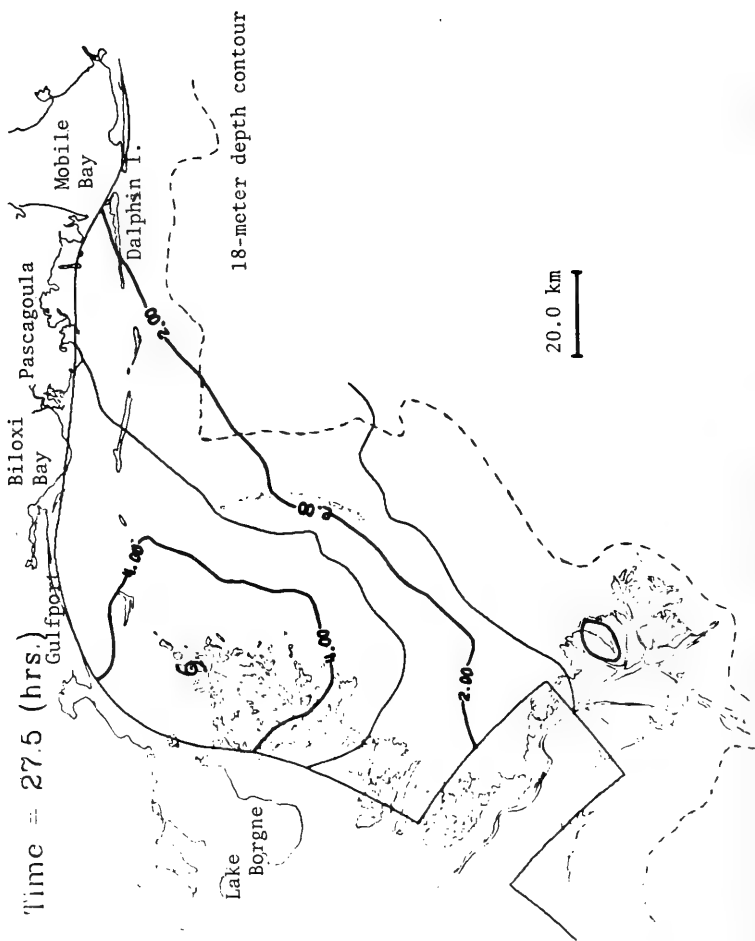 Time = 27.5 (hrs.)
Gulfport
Biloxi
Bay
Pascagoula
Mobile
Bay
Dalphin I.
18-meter depth contour
Lake
Borgne
4.00
4.00
2.00
2.00
20.0 km